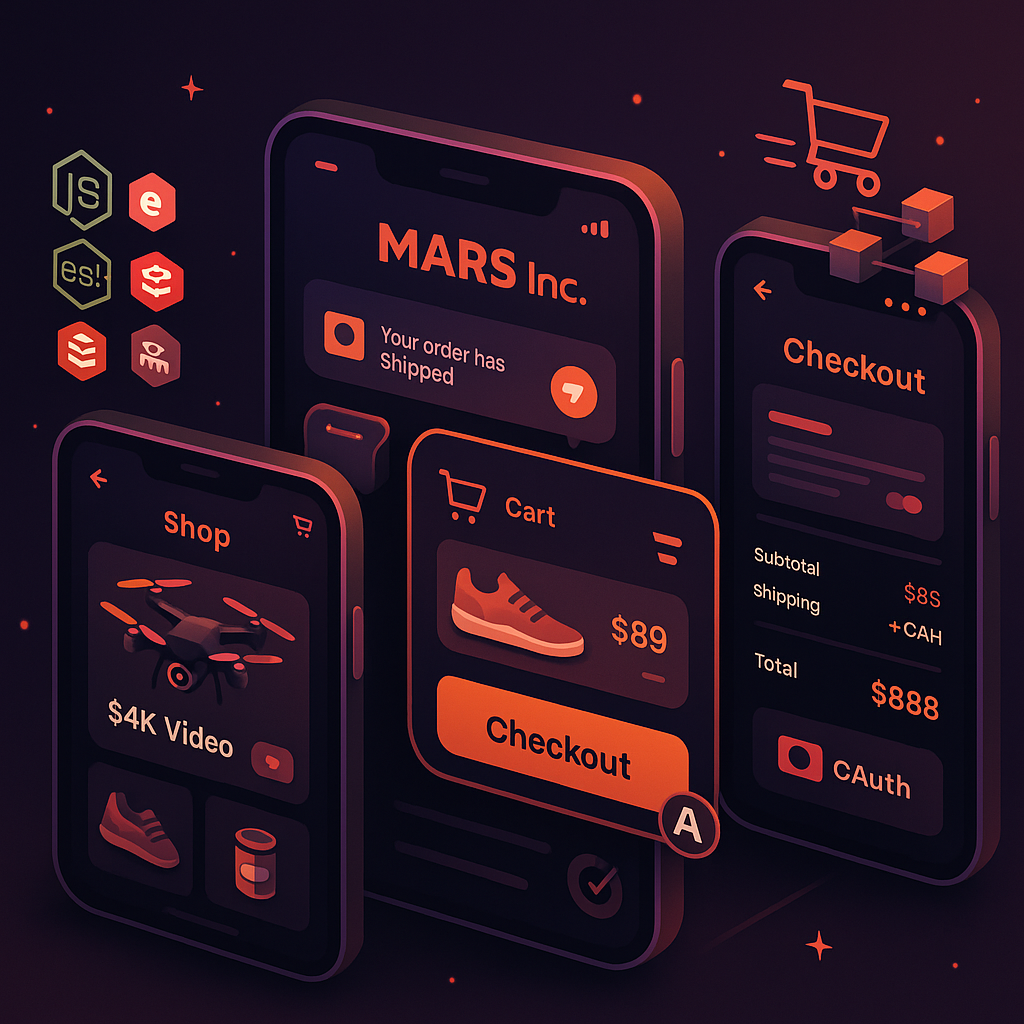 JS
e
es!
MARS Inc.
Your order has
Shipped
Shop
$4K Video
Cart
$89
Checkout
A
Checkout
Subtotal $8S
Shipping +CAH
Total $888
CAuth